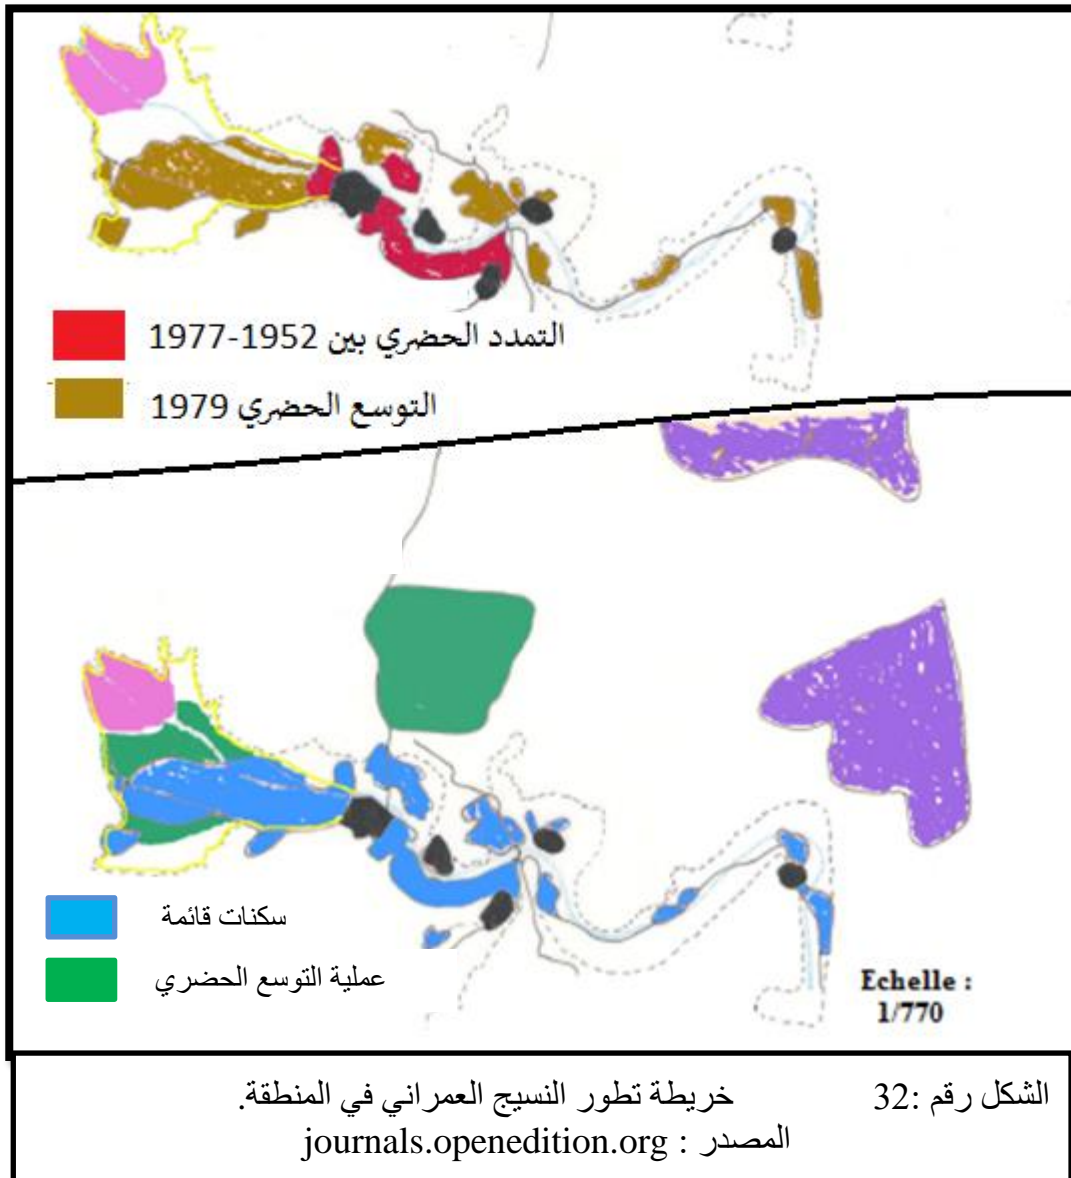 التمدد الحضري بين 1952-1977
التوسع الحضري 1979
سكنات قائمة
عملية التوسع الحضري
Echelle :
1/770
الشكل رقم :32 خريطة تطور النسيج العمراني في المنطقة.
المصدر : journals.openedition.org